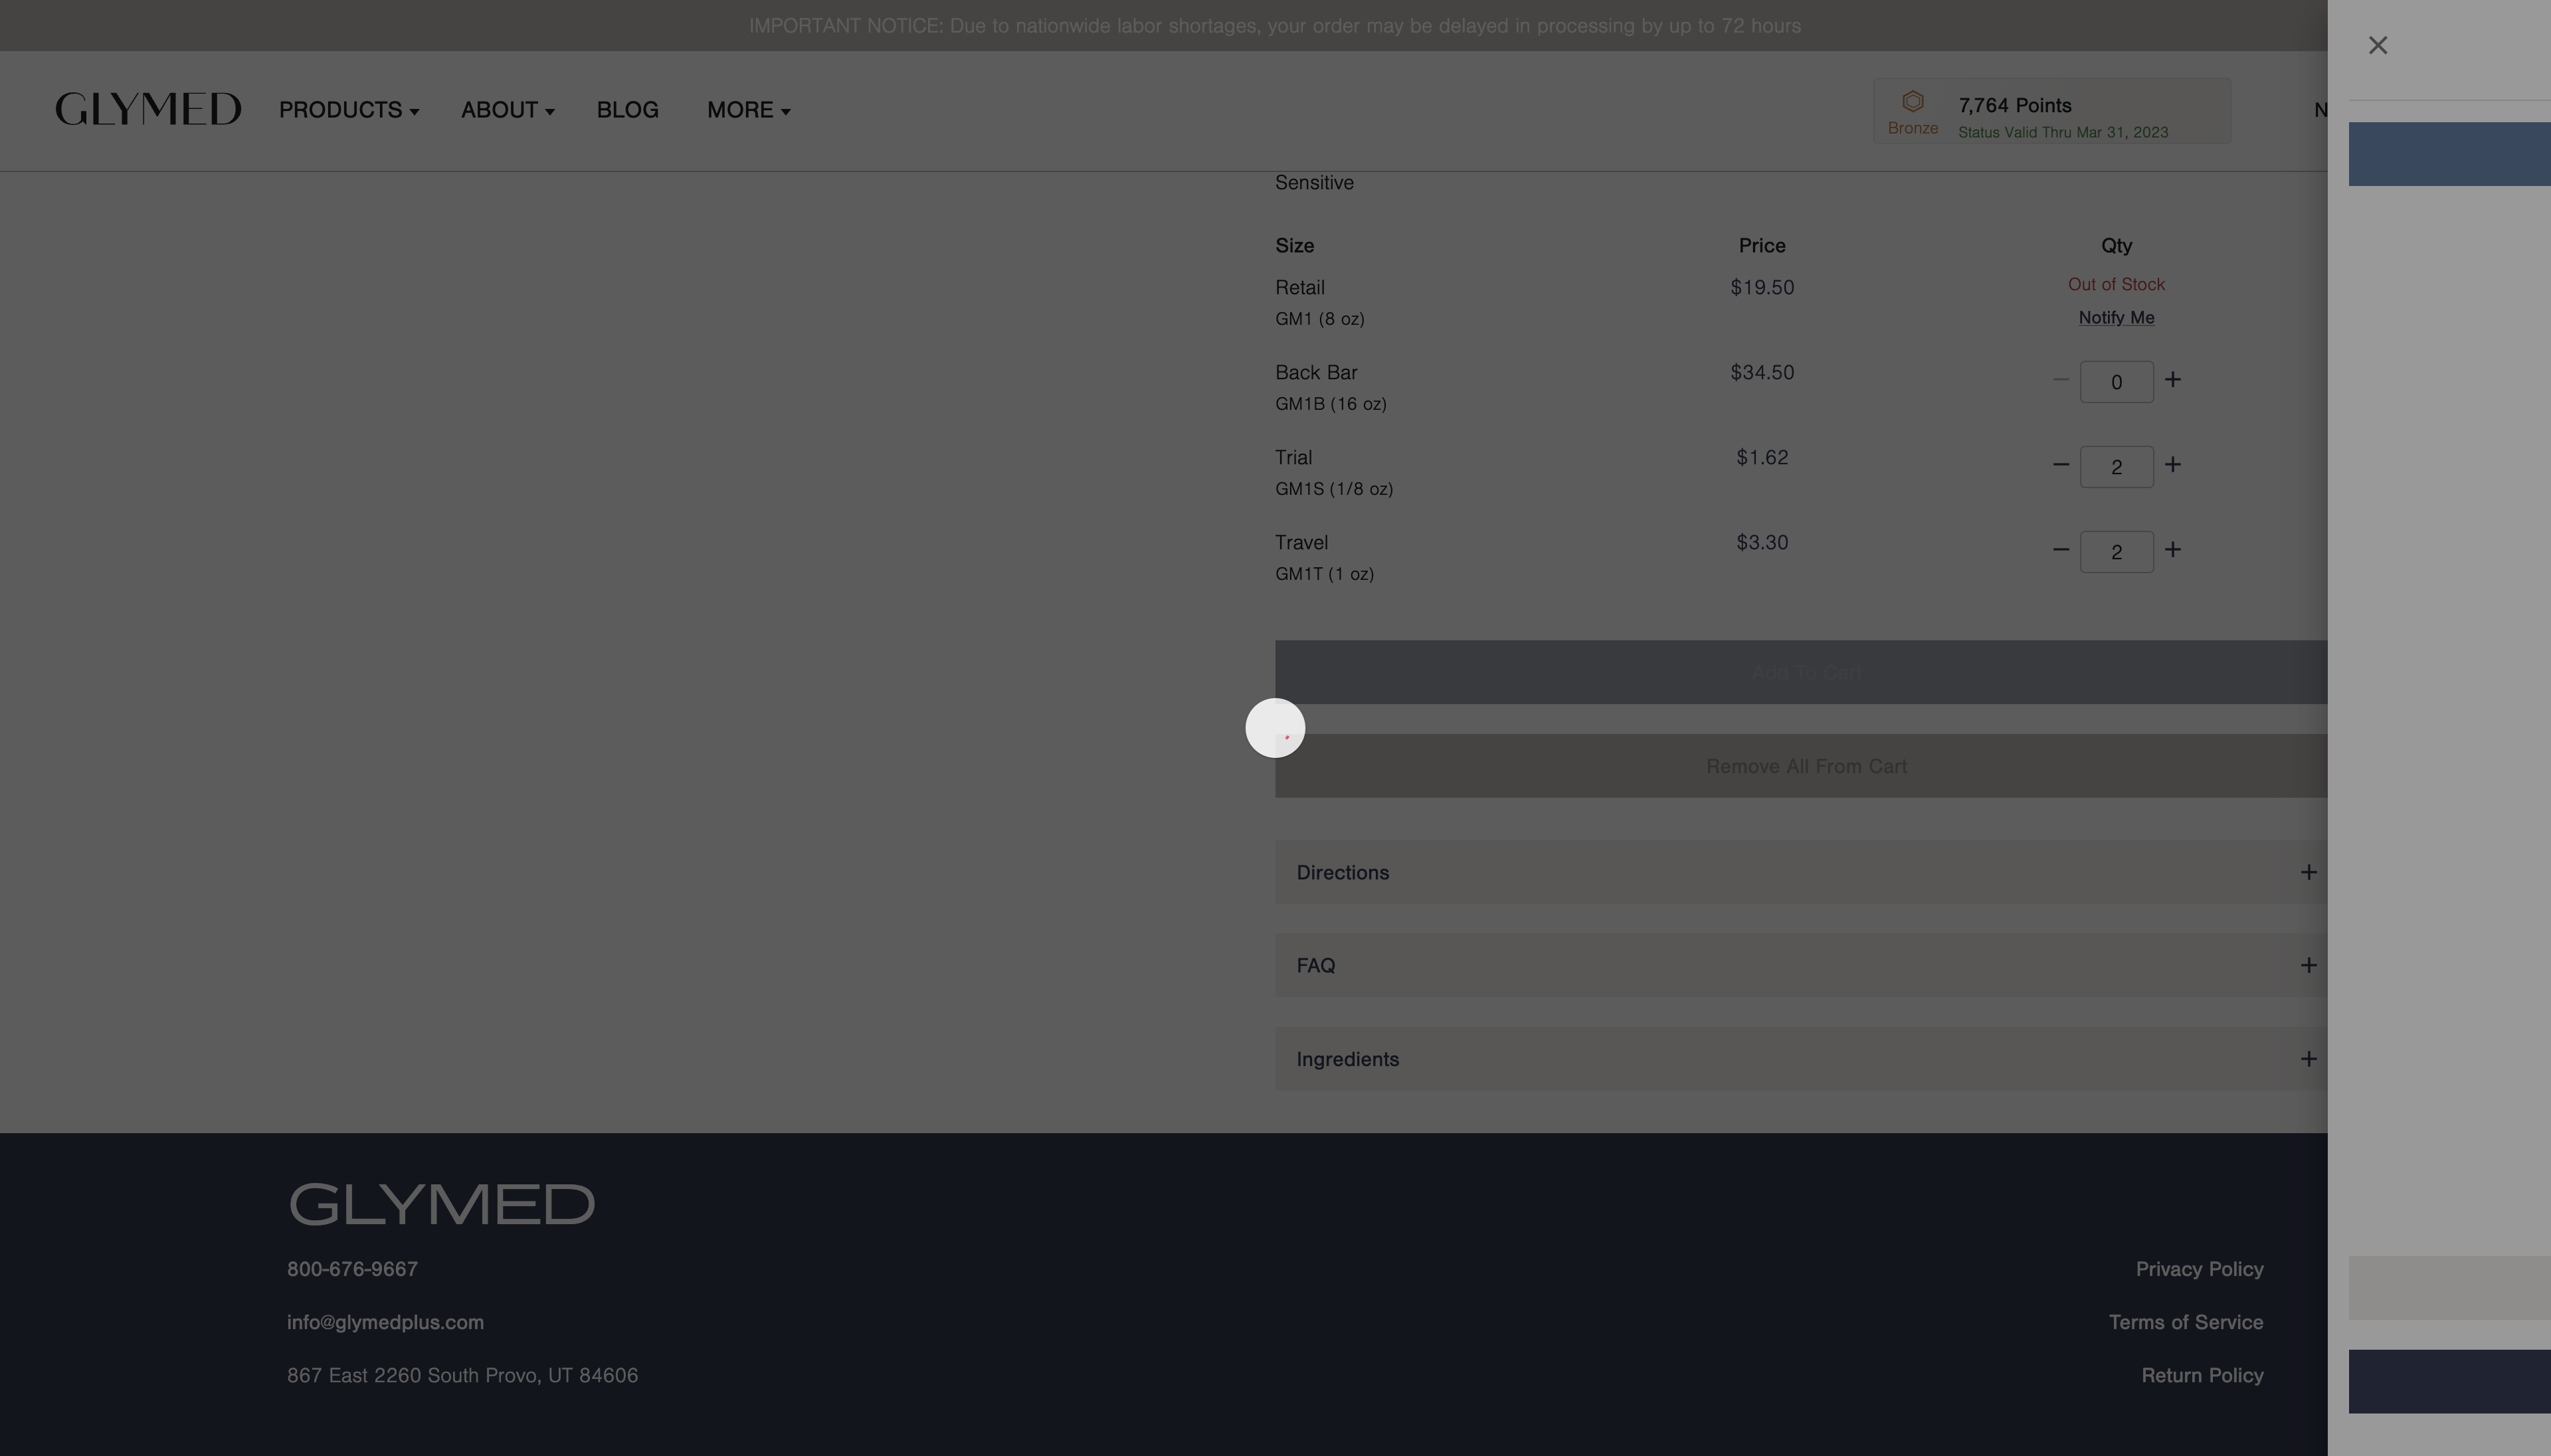 IMPORTANT NOTICE: Due to nationwide labor shortages, your order may be delayed in processing by up to 72 hours
GLYMED PRODUCTS ABOUT BLOG MORE
Bronze
7,764 Points
Status Valid Thru Mar 31, 2023
N
Sensitive
Size Price Qty
Retail $19.50 Out of Stock
GM1 (8 oz) Notify Me
Back Bar $34.50 0
GM1B (16 oz)
Trial $1.62 2
GM1S (1/8 oz)
Travel $3.30 2
GM1T (1 oz)
Add To Cart
Remove All From Cart
Directions
FAQ
Ingredients
GLYMED
800-676-9667 Privacy Policy
info@glymedplus.com Terms of Service
867 East 2260 South Provo, UT 84606 Return Policy